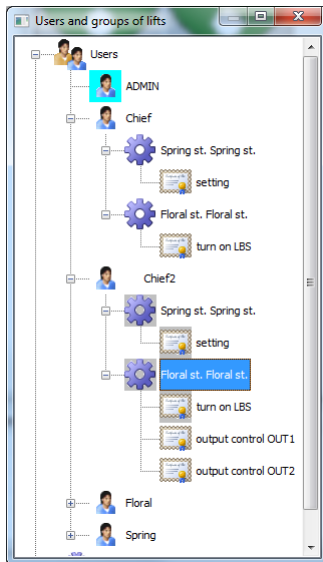 Users and groups of lifts
Users
ADMIN
Chief
Spring st. Spring st.
setting
Floral st. Floral st.
turn on LBS
Chief2
Spring st. Spring st.
setting
Floral st. Floral st.
turn on LBS
output control OUT1
output control OUT2
Floral
Spring